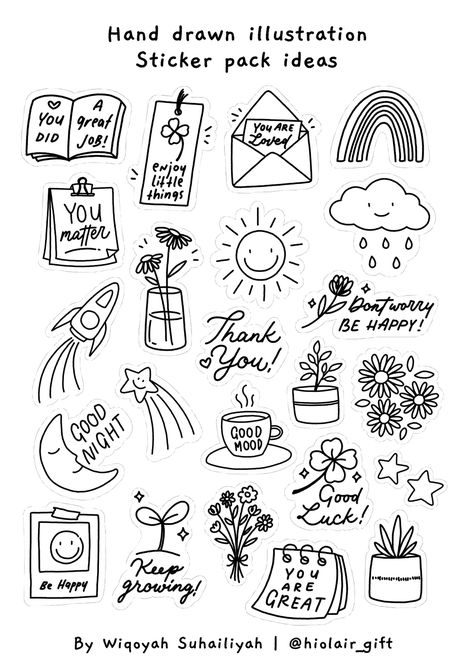 Hand drawn illustration
Sticker pack ideas
YOU
DID
A
great
JOB!
enjoy
little
things
YOU ARE
Loved
YOU
matter
Dont worry
BE HAPPY!
Thank
You!
GOOD
NIGHT
GOOD
MOOD
Good
Luck!
Be Happy
Keep
growing!
YOU
ARE
GREAT
By Wiqoyah Suhailiyah | @hiolair_gift